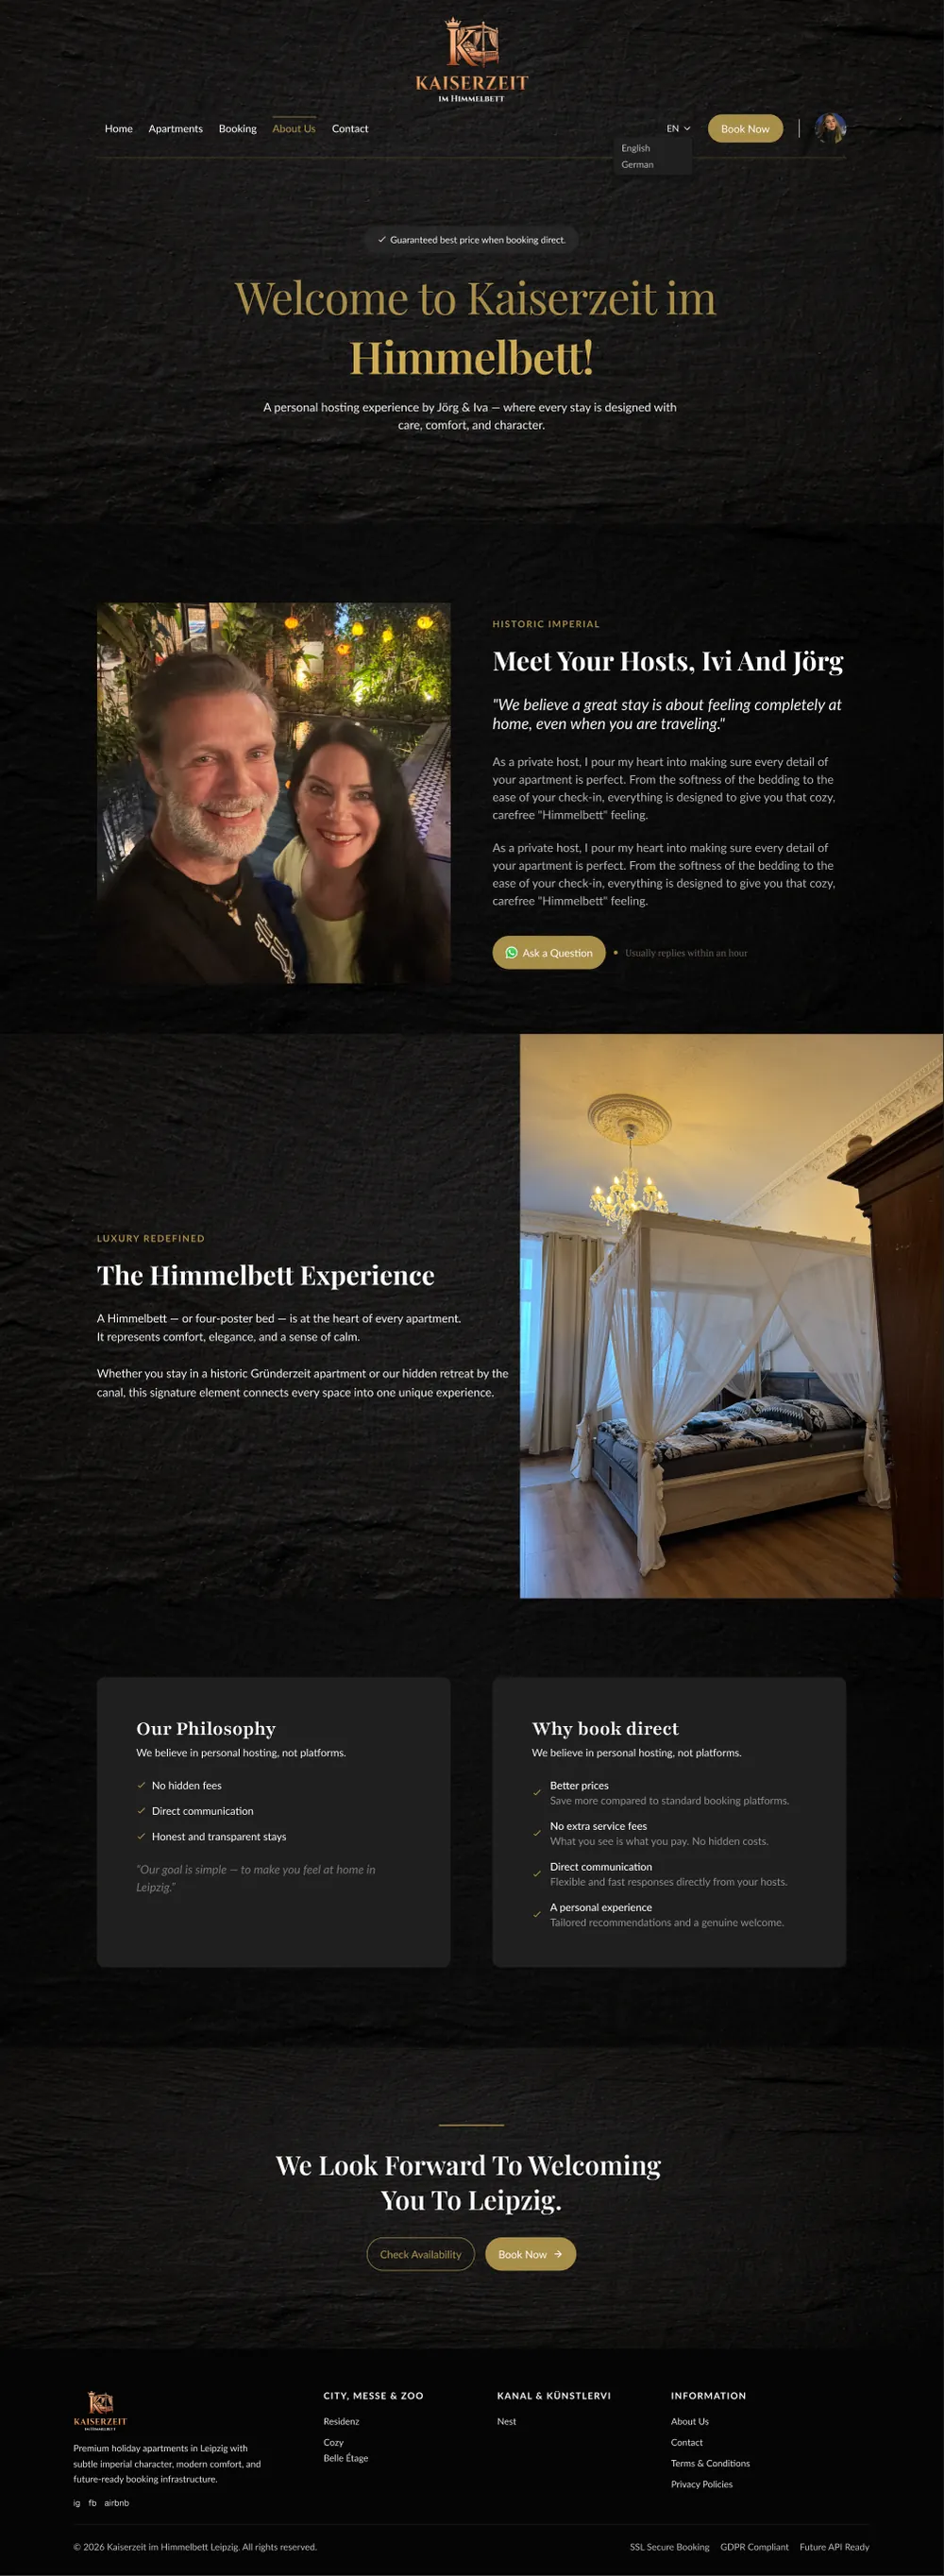 KAISERZEIT
IM HIMMELBETT
Home Apartments Booking About Us Contact EN Book Now
English
German
Guaranteed best price when booking direct.
Welcome to Kaiserzeit im
Himmelbett!
A personal hosting experience by Jörg & Iva — where every stay is designed with
care, comfort, and character.
HISTORIC IMPERIAL
Meet Your Hosts, Ivi And Jörg
"We believe a great stay is about feeling completely at
home, even when you are traveling."
As a private host, I pour my heart into making sure every detail of
your apartment is perfect. From the softness of the bedding to the
ease of your check-in, everything is designed to give you that cozy,
carefree "Himmelbett" feeling.
As a private host, I pour my heart into making sure every detail of
your apartment is perfect. From the softness of the bedding to the
ease of your check-in, everything is designed to give you that cozy,
carefree "Himmelbett" feeling.
Ask a Question • Usually replies within an hour
LUXURY REDEFINED
The Himmelbett Experience
A Himmelbett — or four-poster bed — is at the heart of every apartment.
It represents comfort, elegance, and a sense of calm.
Whether you stay in a historic Gründerzeit apartment or our hidden retreat by the
canal, this signature element connects every space into one unique experience.
Our Philosophy
We believe in personal hosting, not platforms.
No hidden fees
Direct communication
Honest and transparent stays
"Our goal is simple — to make you feel at home in
Leipzig."
Why book direct
We believe in personal hosting, not platforms.
Better prices
Save more compared to standard booking platforms.
No extra service fees
What you see is what you pay. No hidden costs.
Direct communication
Flexible and fast responses directly from your hosts.
A personal experience
Tailored recommendations and a genuine welcome.
We Look Forward To Welcoming
You To Leipzig.
Check Availability Book Now →
KAISERZEIT
IM HIMMELBETT
Premium holiday apartments in Leipzig with
subtle imperial character, modern comfort, and
future-ready booking infrastructure.
ig fb airbnb
CITY, MESSE & ZOO
Residenz
Cozy
Belle Étage
KANAL & KÜNSTLERVI
Nest
INFORMATION
About Us
Contact
Terms & Conditions
Privacy Policies
© 2026 Kaiserzeit im Himmelbett Leipzig. All rights reserved.
SSL Secure Booking GDPR Compliant Future API Ready